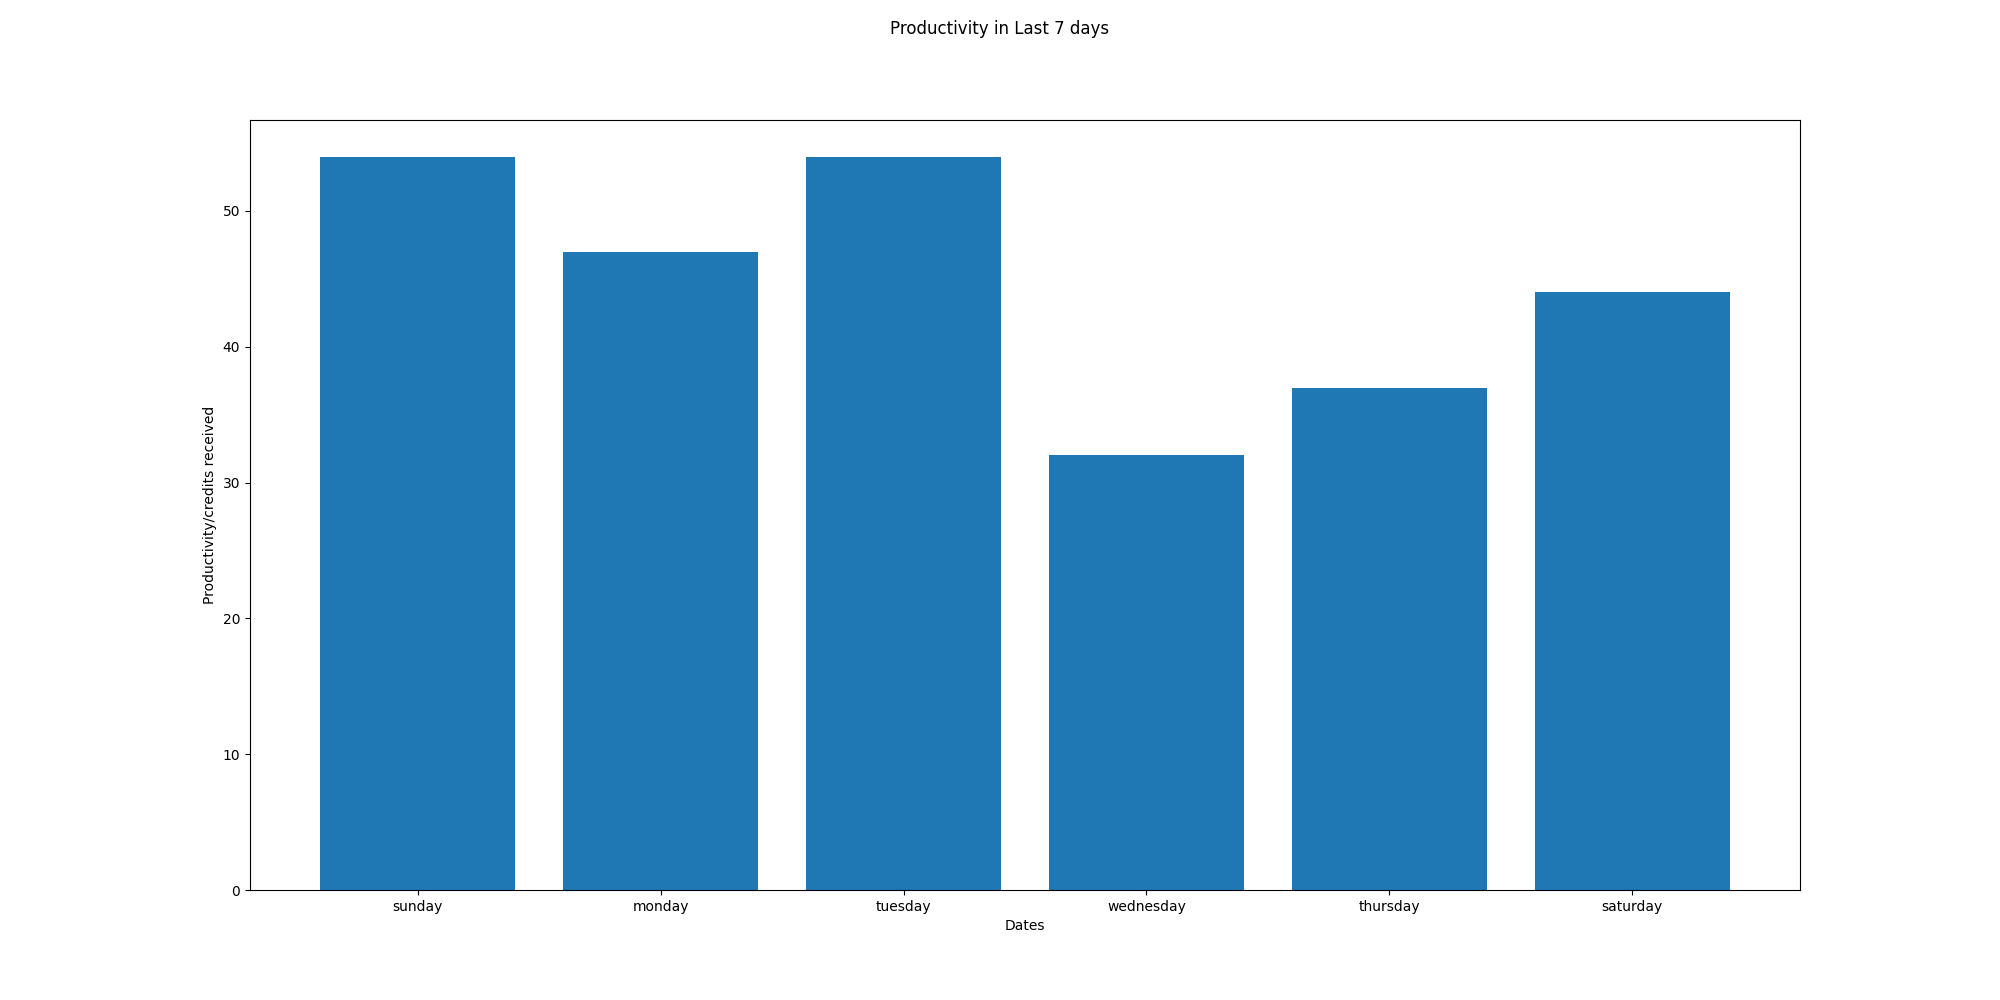 Productivity in Last 7 days
Productivity/credits received
50
40
30
20
10
0
sunday monday tuesday wednesday thursday saturday
Dates